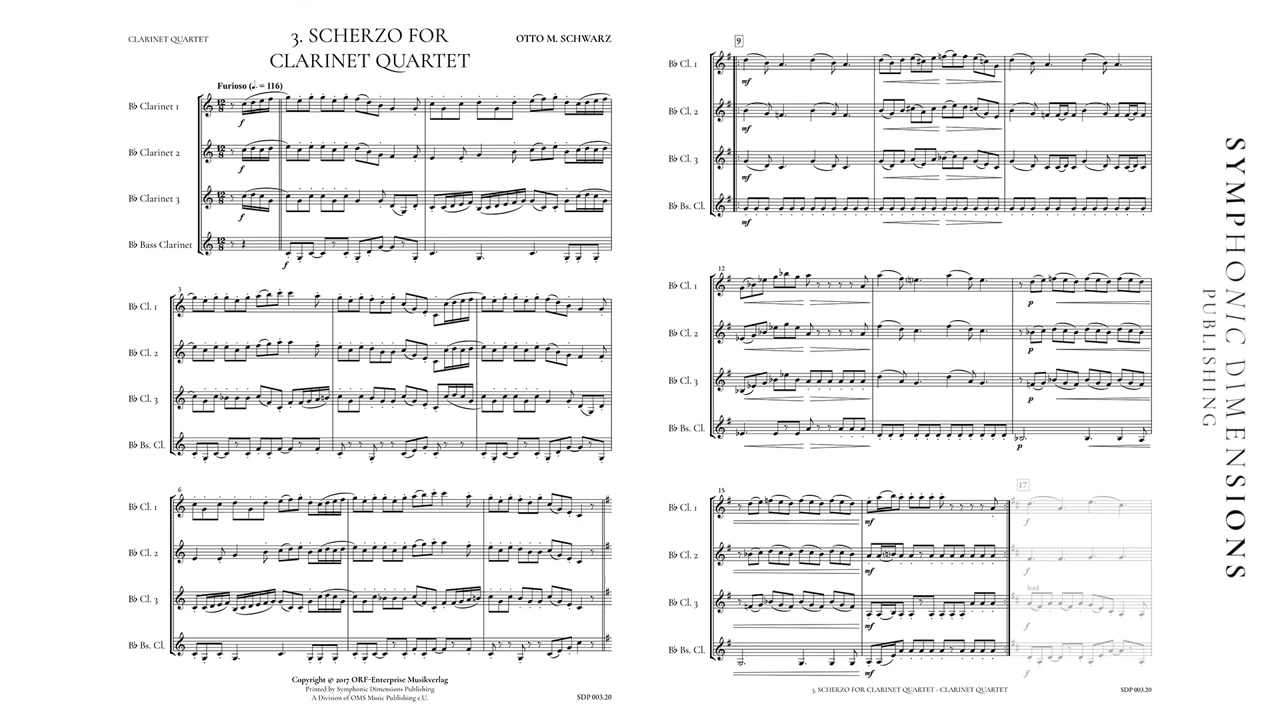 CLARINET QUARTET
3. SCHERZO FOR
CLARINET QUARTET
OTTO M. SCHWARZ
Furioso (♩. = 116)
B♭ Clarinet 1
f
B♭ Clarinet 2
f
B♭ Clarinet 3
f
B♭ Bass Clarinet
f
3
B♭ Cl. 1
B♭ Cl. 2
B♭ Cl. 3
B♭ Bs. Cl.
6
B♭ Cl. 1
B♭ Cl. 2
B♭ Cl. 3
B♭ Bs. Cl.
Copyright © 2017 ORF-Enterprise Musikverlag
Printed by Symphonic Dimensions Publishing
A Division of OMS Music Publishing e.U.
SDP 003.20
9
B♭ Cl. 1
mf
B♭ Cl. 2
mf
B♭ Cl. 3
mf
B♭ Bs. Cl.
mf
12
B♭ Cl. 1
p
B♭ Cl. 2
p
B♭ Cl. 3
p
B♭ Bs. Cl.
p
15
17
B♭ Cl. 1
mf
f
B♭ Cl. 2
mf
f
lead
B♭ Cl. 3
mf
f
B♭ Bs. Cl.
mf
f
3. SCHERZO FOR CLARINET QUARTET - CLARINET QUARTET
SDP 003.20
SYMPHONIC DIMENSIONS
PUBLISHING